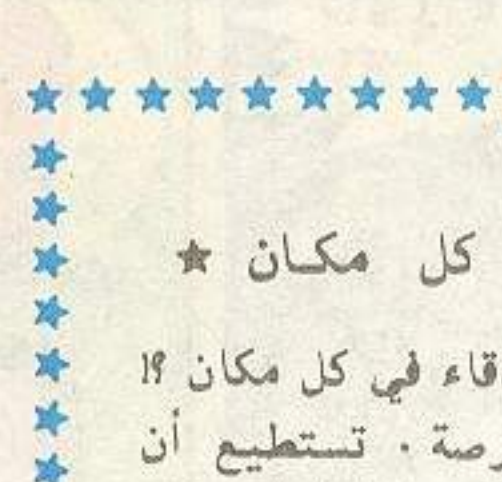 كل مكان ★
في كل مكان ؟!
. تستطيع أن